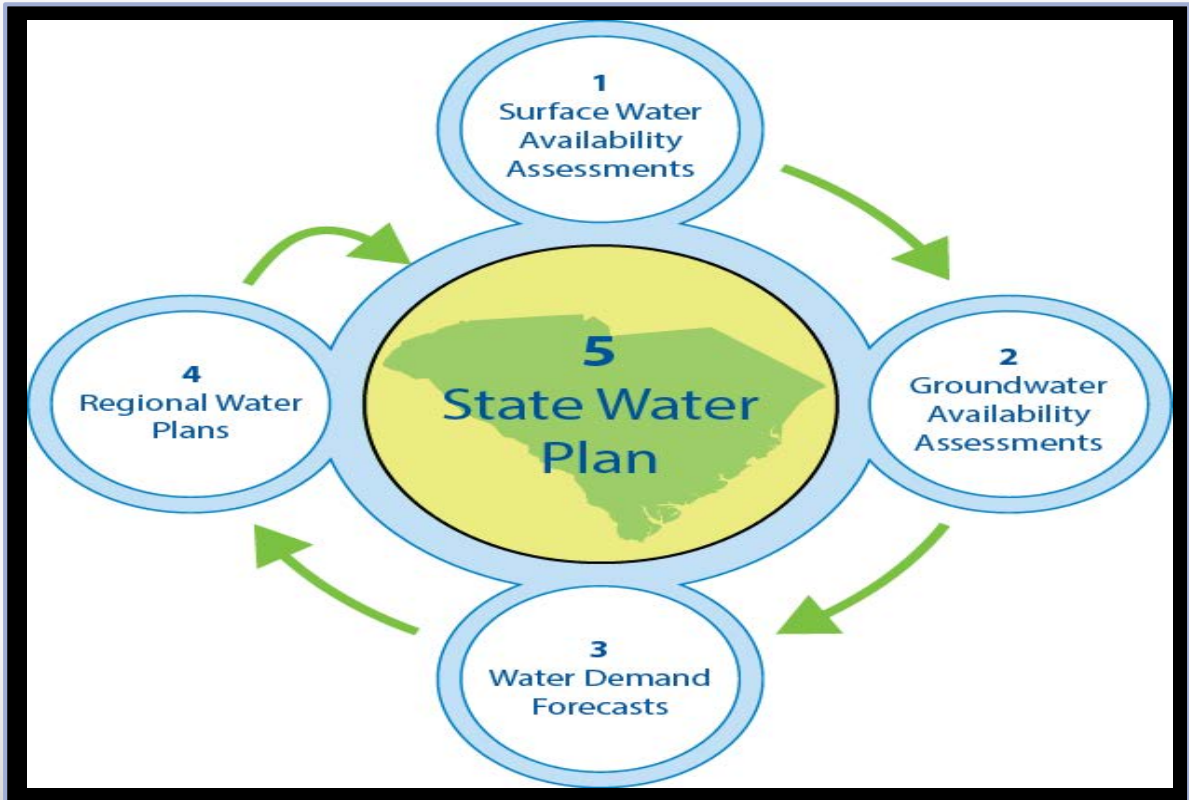 1
Surface Water
Availability
Assessments
2
Groundwater
Availability
Assessments
3
Water Demand
Forecasts
4
Regional Water
Plans
5
State Water
Plan